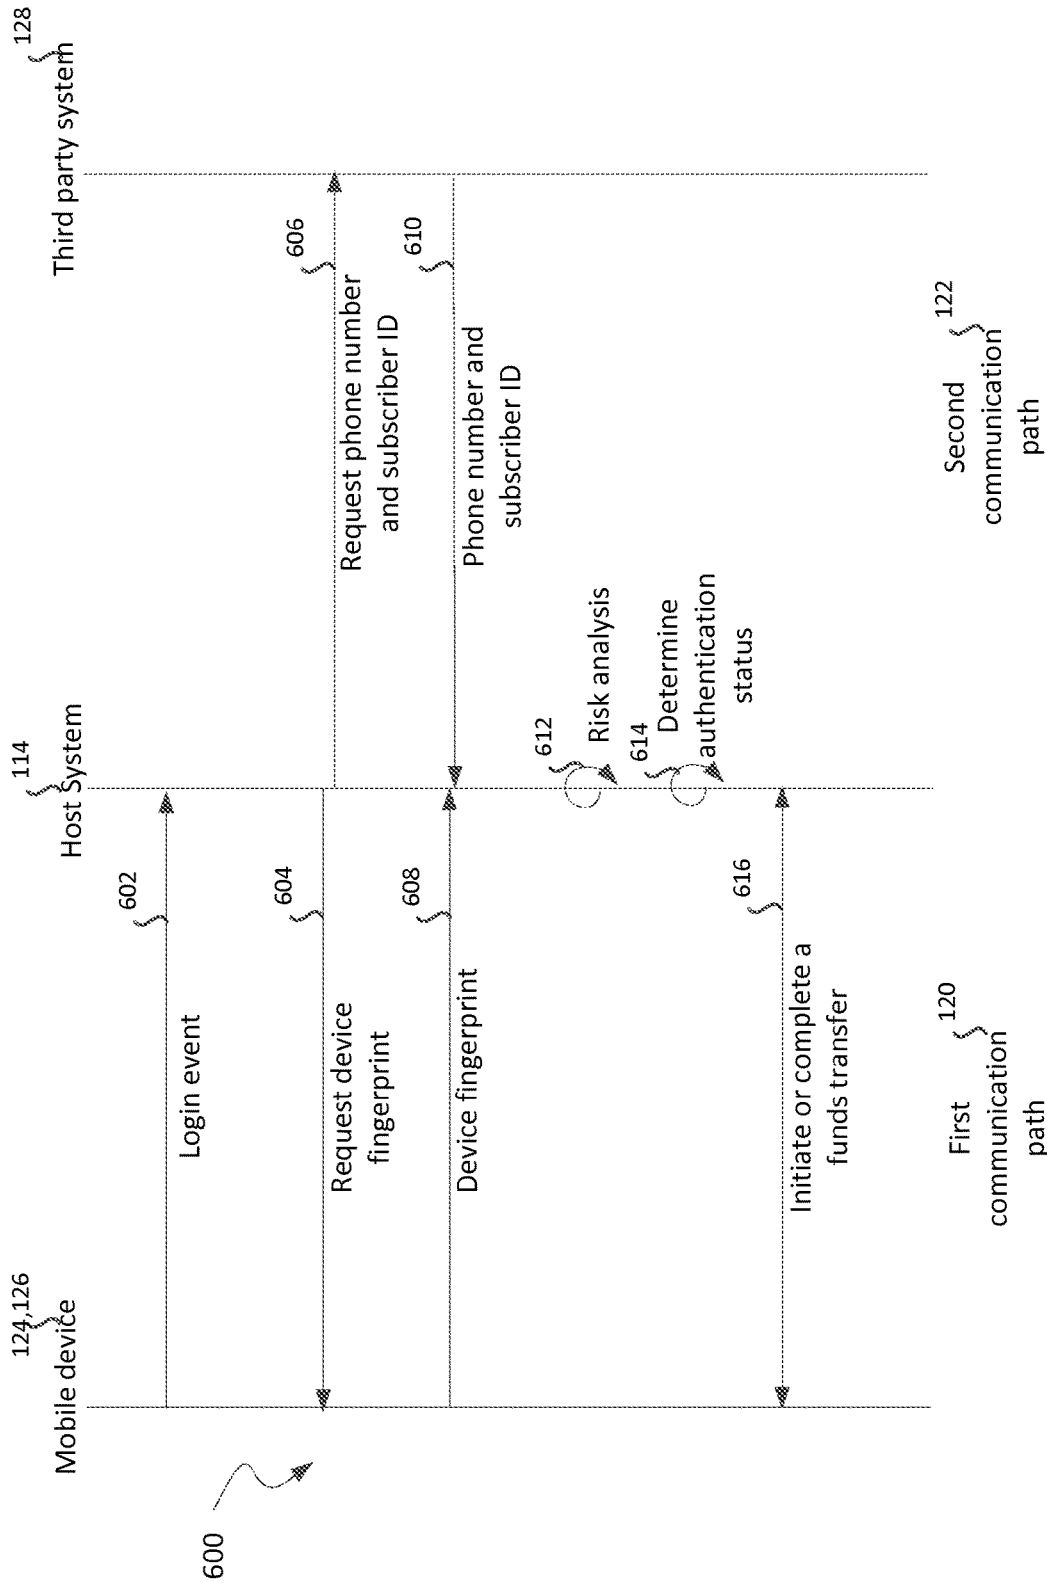 600
124,126
Mobile device
114
Host System
128
Third party system
602
Login event
604
Request device
fingerprint
606
Request phone number
and subscriber ID
608
Device fingerprint
610
Phone number and
subscriber ID
612
Risk analysis
614
Determine
authentication
status
616
Initiate or complete a
funds transfer
120
First
communication
path
122
Second
communication
path